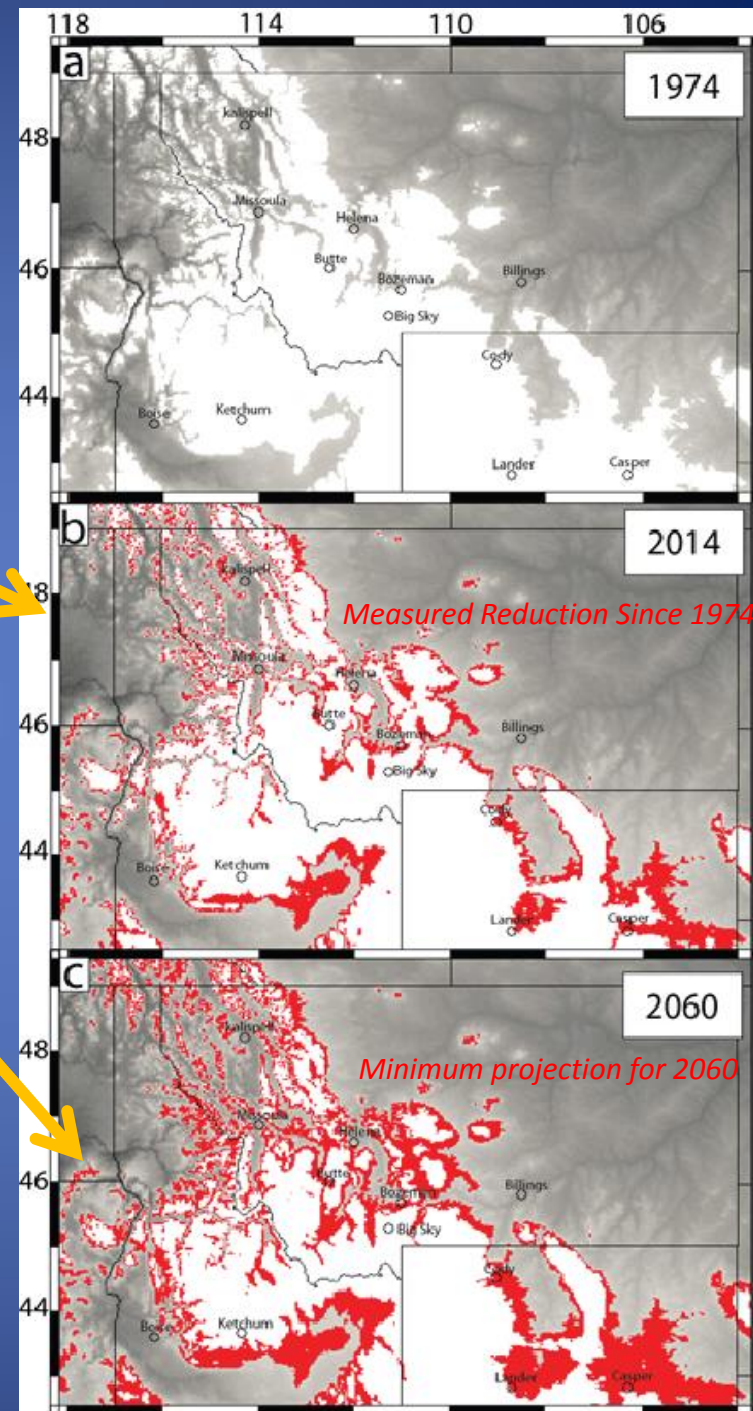 118 114 110 106
a
1974
48
kalispell
Missoula
Helena
46
Butte
Bozeman
Billings
Big Sky
Cody
44
Boise
Ketchum
Lander
Casper
b
2014
48
kalispell
Measured Reduction Since 1974
Missoula
Helena
46
Butte
Bozeman
Billings
Big Sky
Cody
44
Boise
Ketchum
Lander
Casper
c
2060
48
kalispell
Minimum projection for 2060
Missoula
Helena
46
Butte
Bozeman
Billings
Big Sky
Cody
44
Boise
Ketchum
Lander
Casper